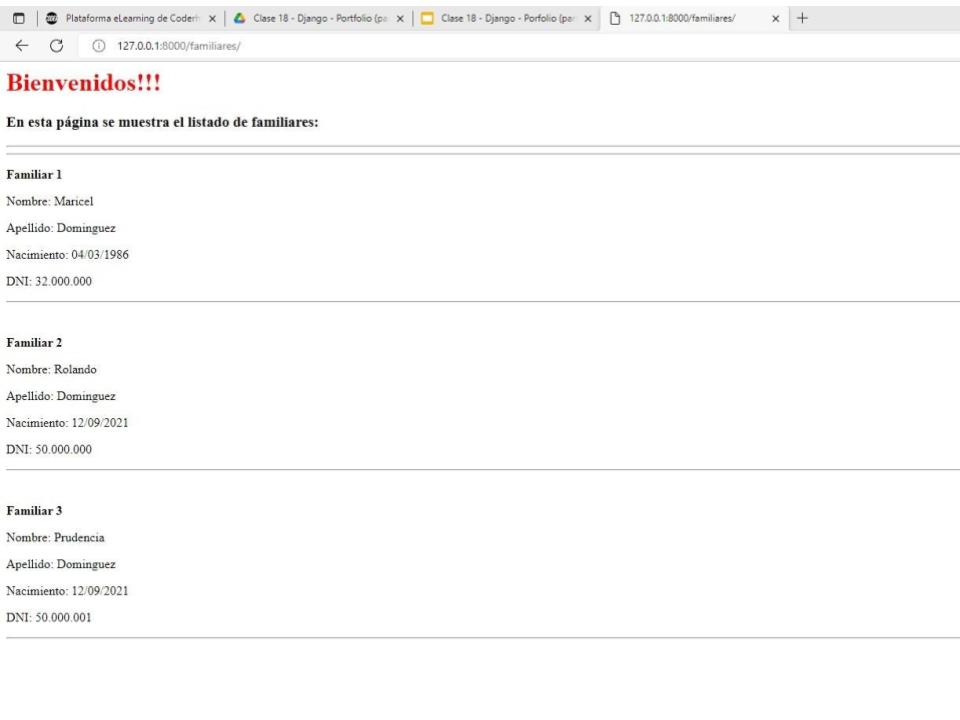 Plataforma eLearning de Coderh
Clase 18 - Django - Portfolio (pa
Clase 18 - Django - Porfolio (par
127.0.0.1:8000/familiares/
127.0.0.1:8000/familiares/
Bienvenidos!!!
En esta página se muestra el listado de familiares:
Familiar 1
Nombre: Maricel
Apellido: Dominguez
Nacimiento: 04/03/1986
DNI: 32.000.000
Familiar 2
Nombre: Rolando
Apellido: Dominguez
Nacimiento: 12/09/2021
DNI: 50.000.000
Familiar 3
Nombre: Prudencia
Apellido: Dominguez
Nacimiento: 12/09/2021
DNI: 50.000.001